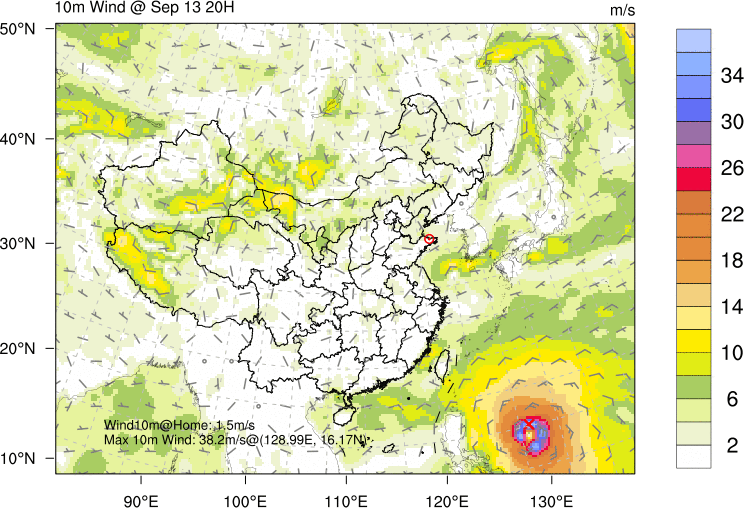 10m Wind @ Sep 13 20H
m/s
50°N
40°N
30°N
20°N
10°N
90°E
100°E
110°E
120°E
130°E
Wind10m@Home: 1.5m/s
Max 10m Wind: 38.2m/s@(128.99E, 16.17N)
34
30
26
22
18
14
10
6
2